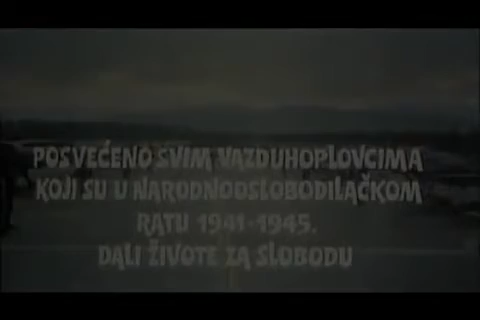 POSVEĆENO SVIM VAZDUHOPLOVCIMA
KOJI SU U NARODNOOSLOBODILAČKOM
RATU 1941-1945.
DALI ŽIVOTE ZA SLOBODU